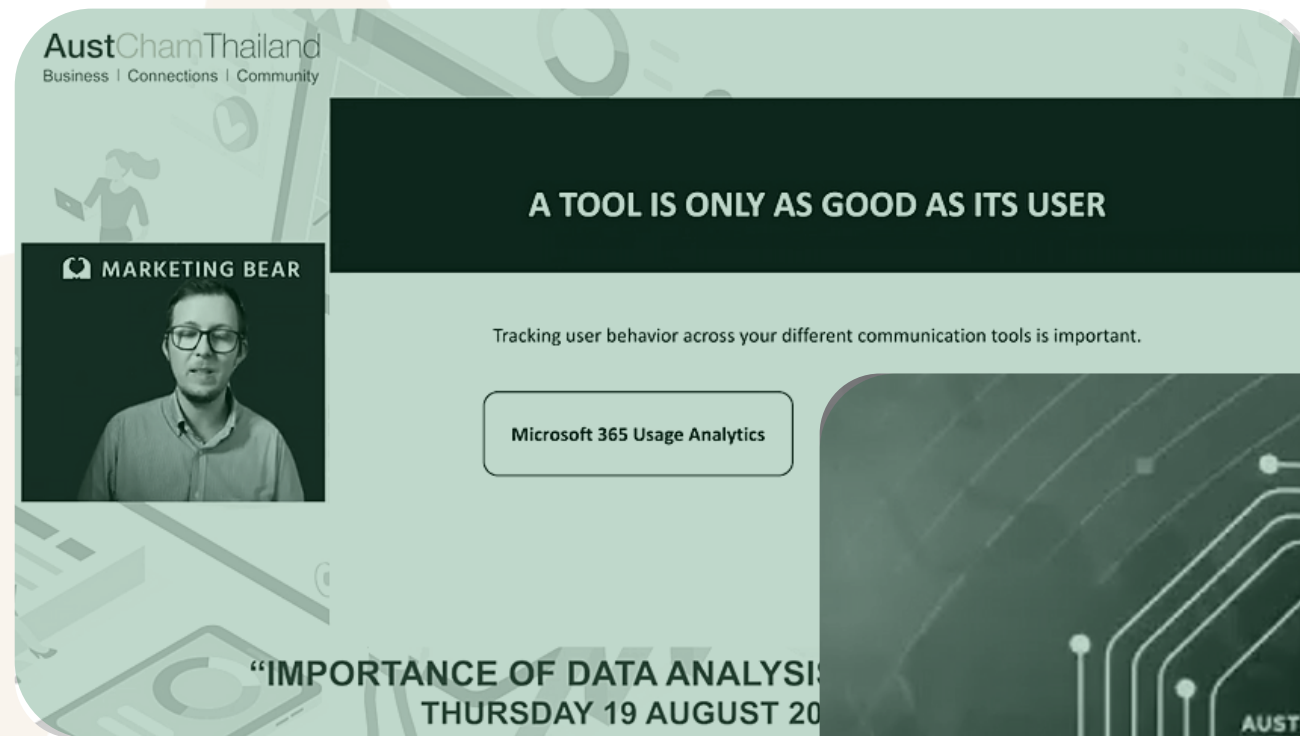 AustChamThailand
Business | Connections | Community
A TOOL IS ONLY AS GOOD AS ITS USER
MARKETING BEAR
Tracking user behavior across your different communication tools is important.
Microsoft 365 Usage Analytics
“IMPORTANCE OF DATA ANALYSIS
THURSDAY 19 AUGUST 20
AUST